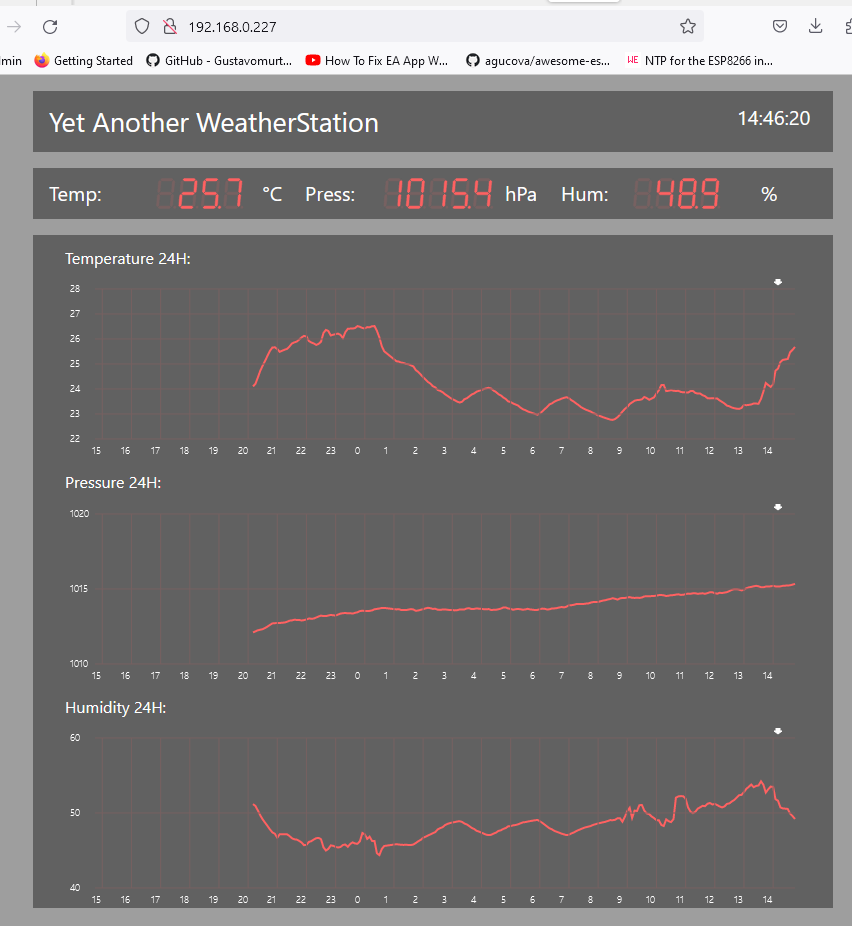 192.168.0.227
min Getting Started GitHub - Gustavomurt... How To Fix EA App W... agucova/awesome-es... WE NTP for the ESP8266 in...
Yet Another WeatherStation 14:46:20
Temp: 25.7 °C Press: 1015.4 hPa Hum: 48.9 %
Temperature 24H:
28
27
26
25
24
23
22
15 16 17 18 19 20 21 22 23 0 1 2 3 4 5 6 7 8 9 10 11 12 13 14
Pressure 24H:
1020
1015
1010
15 16 17 18 19 20 21 22 23 0 1 2 3 4 5 6 7 8 9 10 11 12 13 14
Humidity 24H:
60
50
40
15 16 17 18 19 20 21 22 23 0 1 2 3 4 5 6 7 8 9 10 11 12 13 14